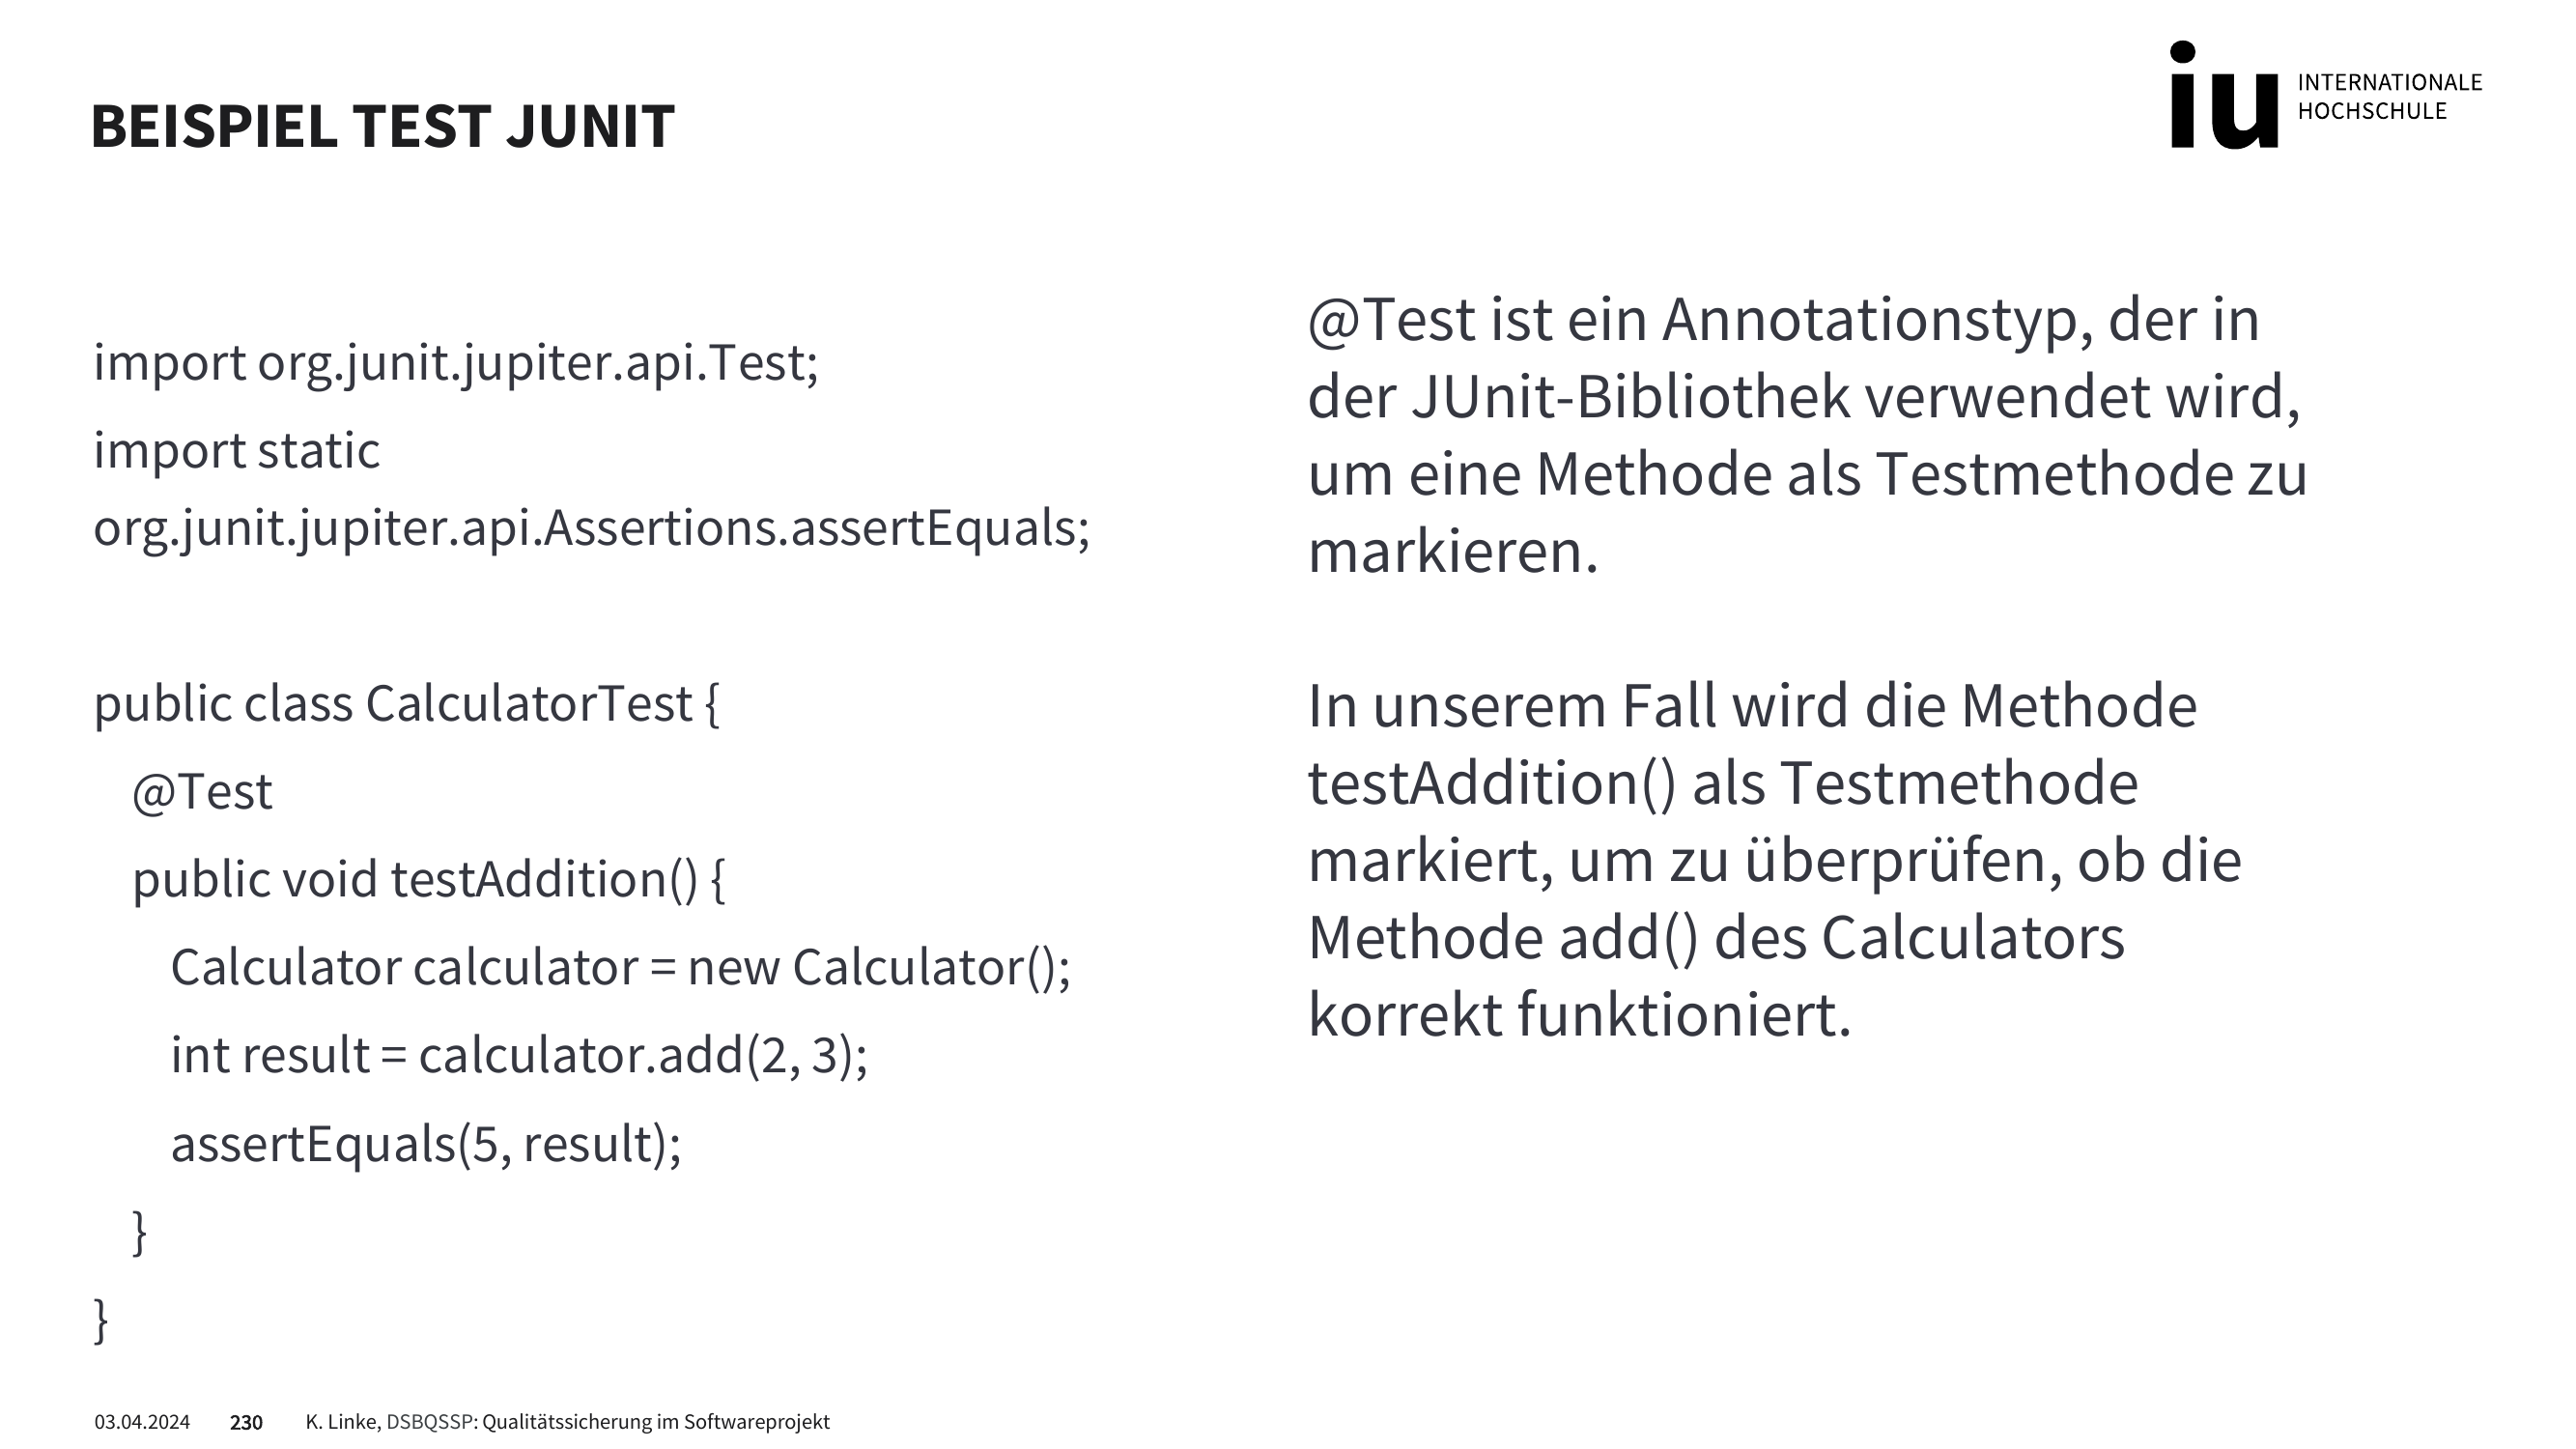 BEISPIEL TEST JUNIT
iu INTERNATIONALE
HOCHSCHULE
import org.junit.jupiter.api.Test;
import static
org.junit.jupiter.api.Assertions.assertEquals;
public class CalculatorTest {
@Test
public void testAddition() {
Calculator calculator = new Calculator();
int result = calculator.add(2, 3);
assertEquals(5, result);
}
}
@Test ist ein Annotationstyp, der in
der JUnit-Bibliothek verwendet wird,
um eine Methode als Testmethode zu
markieren.
In unserem Fall wird die Methode
testAddition() als Testmethode
markiert, um zu überprüfen, ob die
Methode add() des Calculators
korrekt funktioniert.
03.04.2024 230 K. Linke, DSBQSSP: Qualitätssicherung im Softwareprojekt